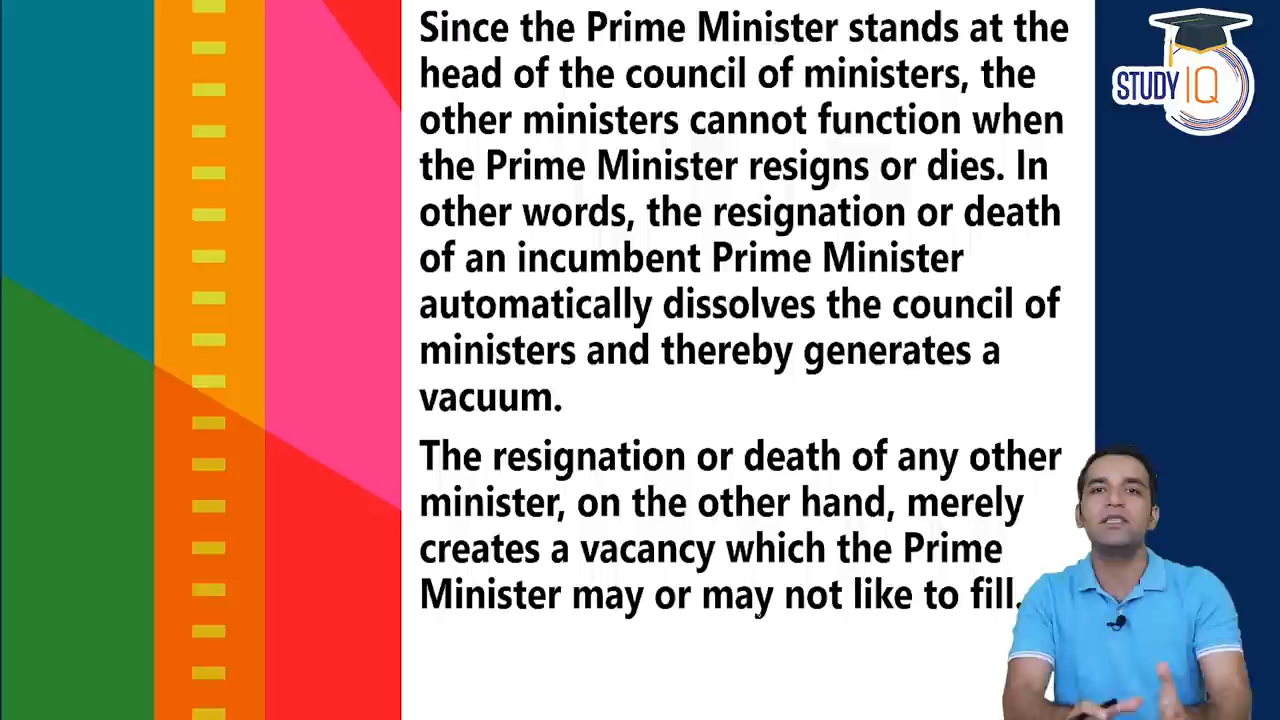 Since the Prime Minister stands at the
head of the council of ministers, the
other ministers cannot function when
the Prime Minister resigns or dies. In
other words, the resignation or death
of an incumbent Prime Minister
automatically dissolves the council of
ministers and thereby generates a
vacuum.
The resignation or death of any other
minister, on the other hand, merely
creates a vacancy which the Prime
Minister may or may not like to fill.
STUDY IQ